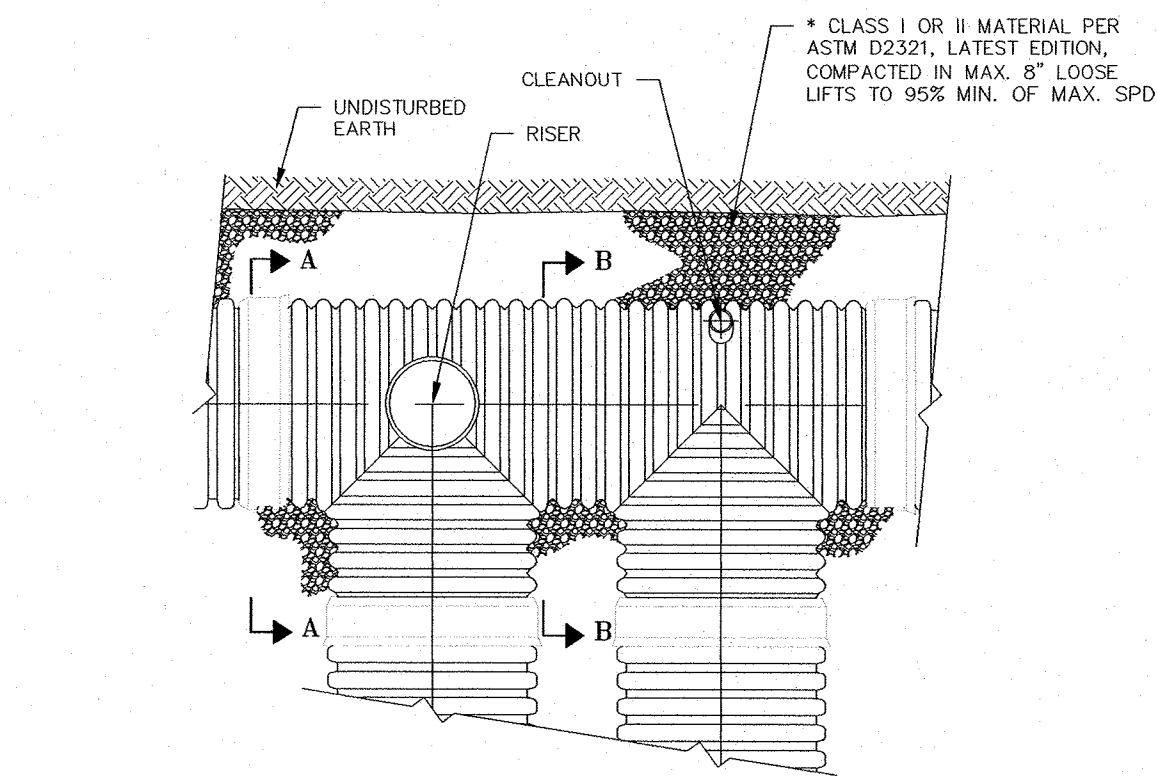 * CLASS I OR II MATERIAL PER
ASTM D2321, LATEST EDITION,
COMPACTED IN MAX. 8" LOOSE
LIFTS TO 95% MIN. OF MAX. SPD
CLEANOUT
UNDISTURBED
EARTH
RISER
A
B
A
B